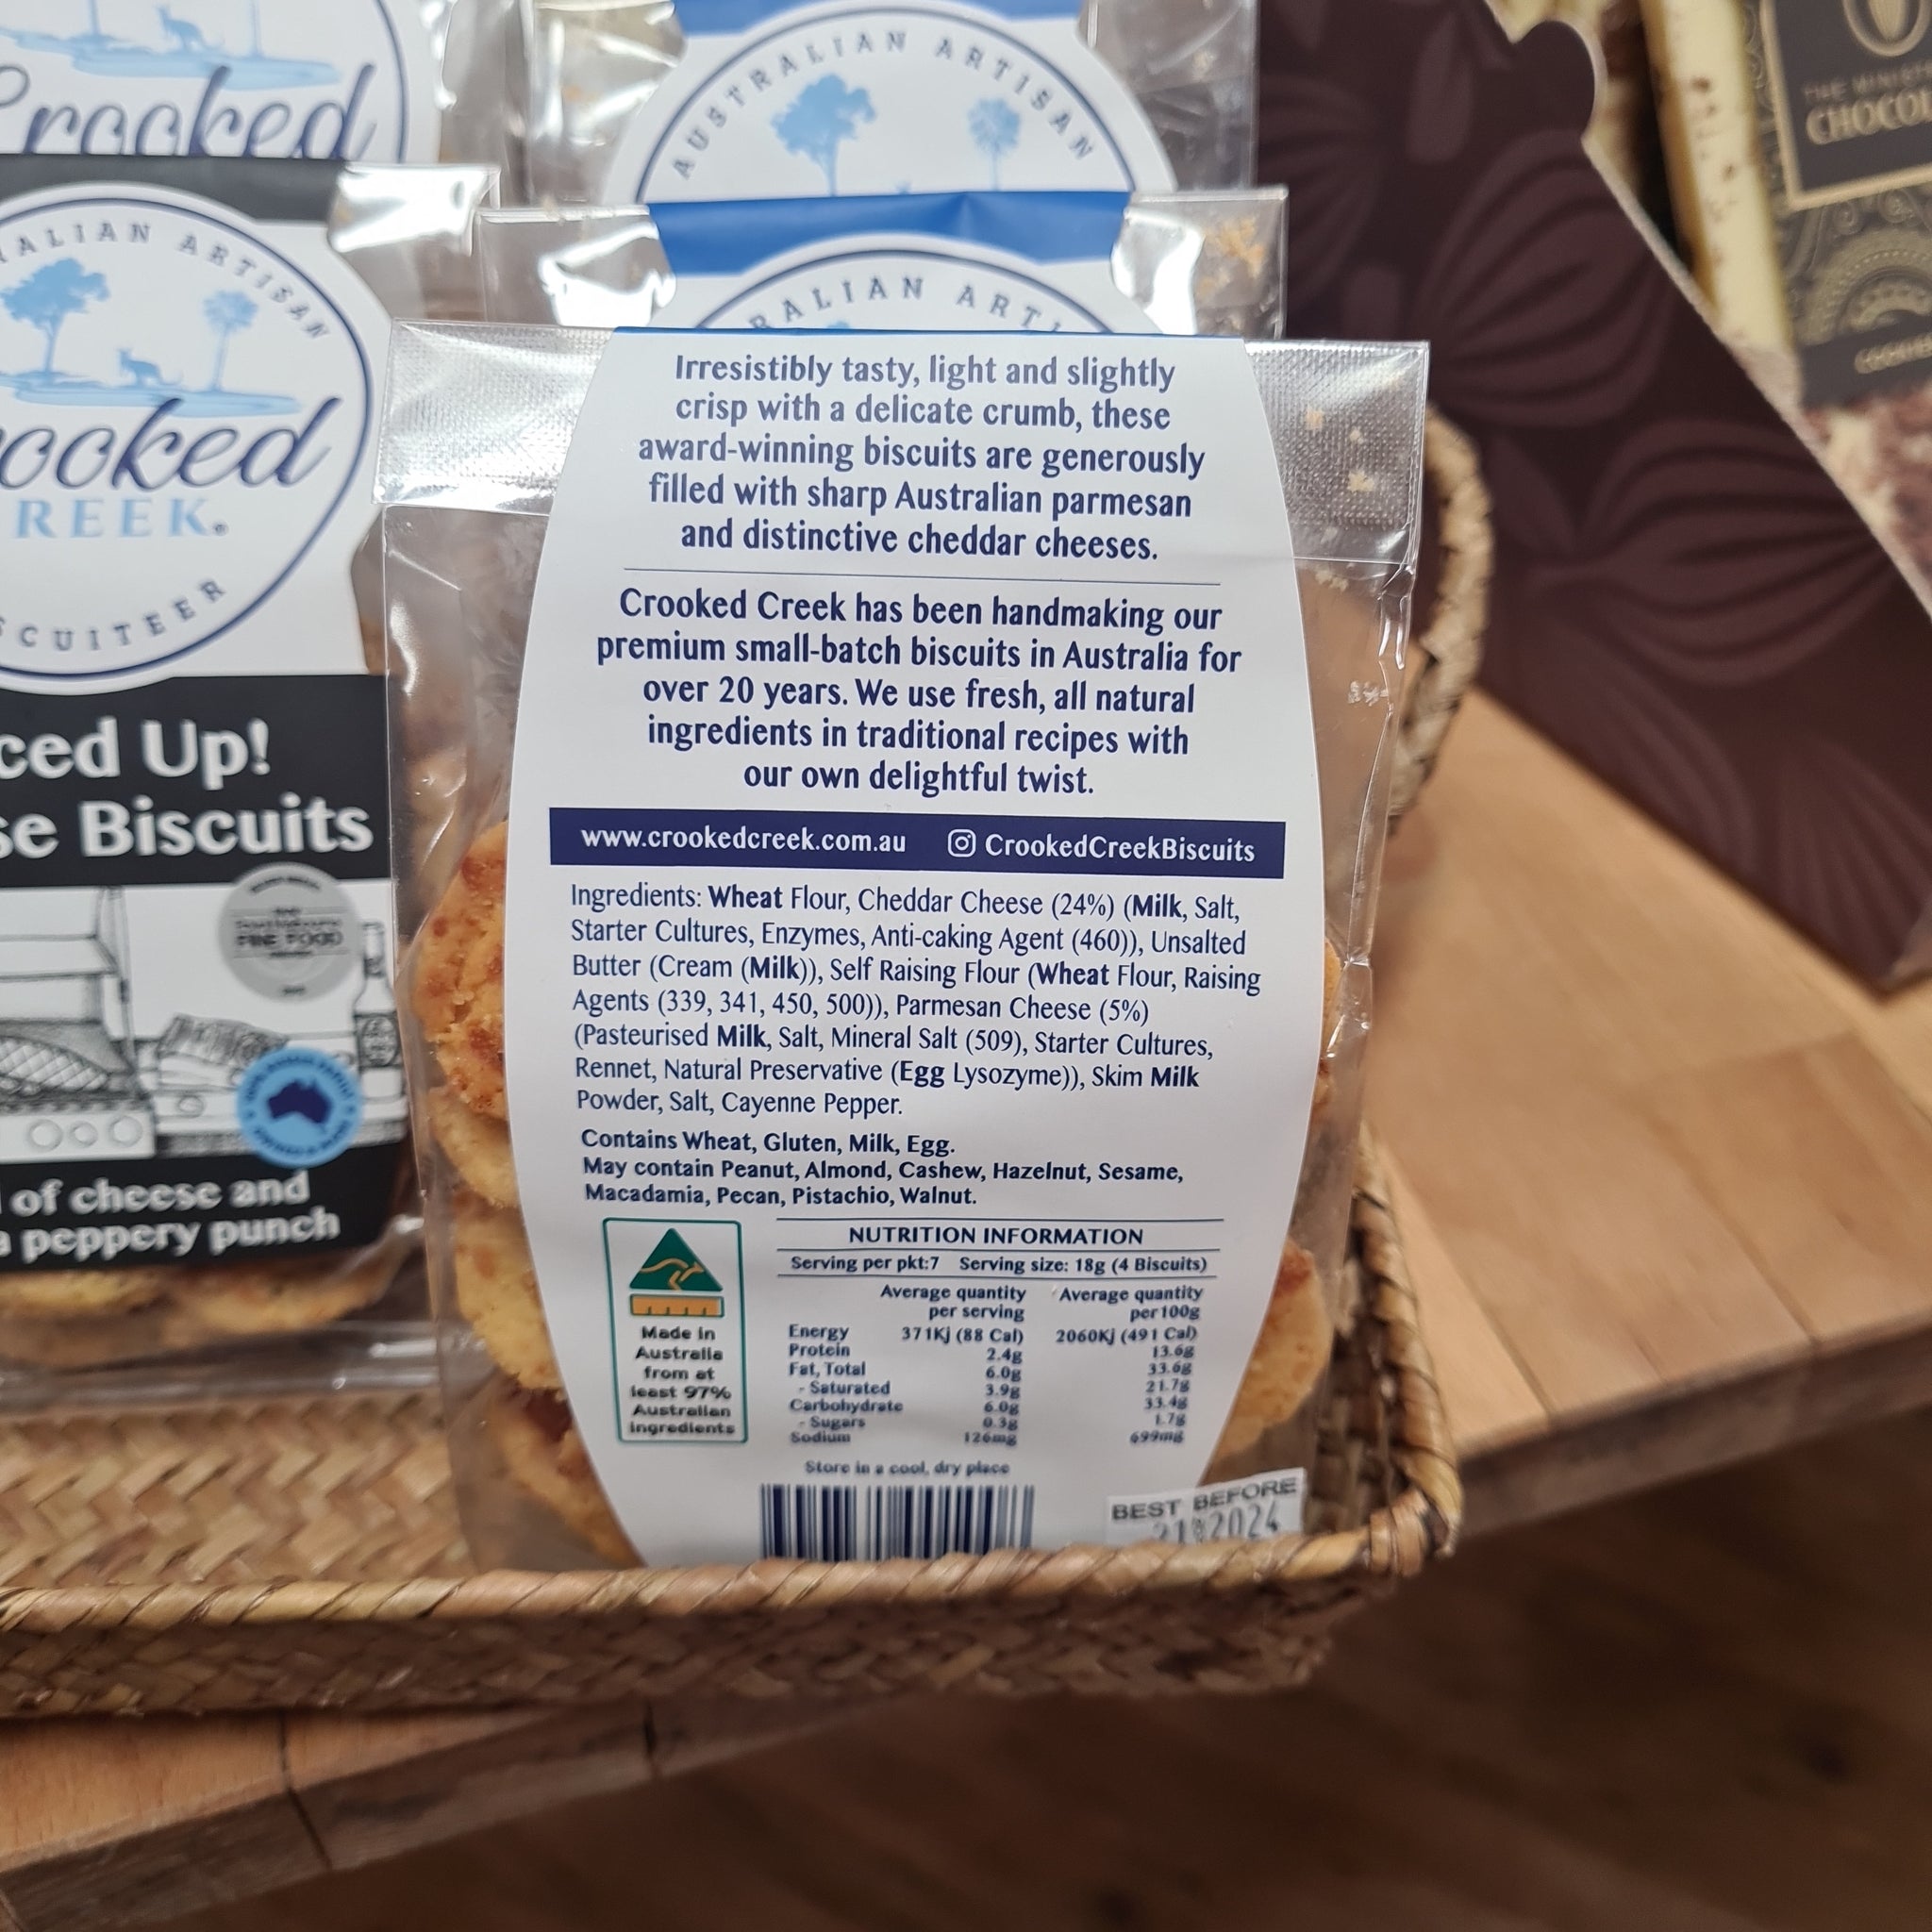 Crooked
AUSTRALIAN ARTISAN
THE MINIST
CHOCO
COOKIES
ALIAN ARTISAN
ooked
REEK.
SCUITEER
ced Up!
se Biscuits
FINE FOOD
of cheese and
a peppery punch
RALIAN ARTI
Irresistibly tasty, light and slightly
crisp with a delicate crumb, these
award-winning biscuits are generously
filled with sharp Australian parmesan
and distinctive cheddar cheeses.
Crooked Creek has been handmaking our
premium small-batch biscuits in Australia for
over 20 years. We use fresh, all natural
ingredients in traditional recipes with
our own delightful twist.
www.crookedcreek.com.au CrookedCreekBiscuits
Ingredients: Wheat Flour, Cheddar Cheese (24%) (Milk, Salt,
Starter Cultures, Enzymes, Anti-caking Agent (460)), Unsalted
Butter (Cream (Milk)), Self Raising Flour (Wheat Flour, Raising
Agents (339, 341, 450, 500)), Parmesan Cheese (5%)
(Pasteurised Milk, Salt, Mineral Salt (509), Starter Cultures,
Rennet, Natural Preservative (Egg Lysozyme)), Skim Milk
Powder, Salt, Cayenne Pepper.
Contains Wheat, Gluten, Milk, Egg.
May contain Peanut, Almond, Cashew, Hazelnut, Sesame,
Macadamia, Pecan, Pistachio, Walnut.
Made in
Australia
from at
least 97%
Australian
ingredients
NUTRITION INFORMATION
Serving per pkt:7 Serving size: 18g (4 Biscuits)
Average quantity Average quantity
per serving per100g
Energy 371Kj (88 Cal) 2060Kj (491 Cal)
Protein 2.4g 13.6g
Fat, Total 6.0g 33.6g
- Saturated 3.9g 21.7g
Carbohydrate 6.0g 33.4g
- Sugars 0.3g 1.7g
Sodium 126mg 699mg
Store in a cool, dry place
BEST BEFORE
2024